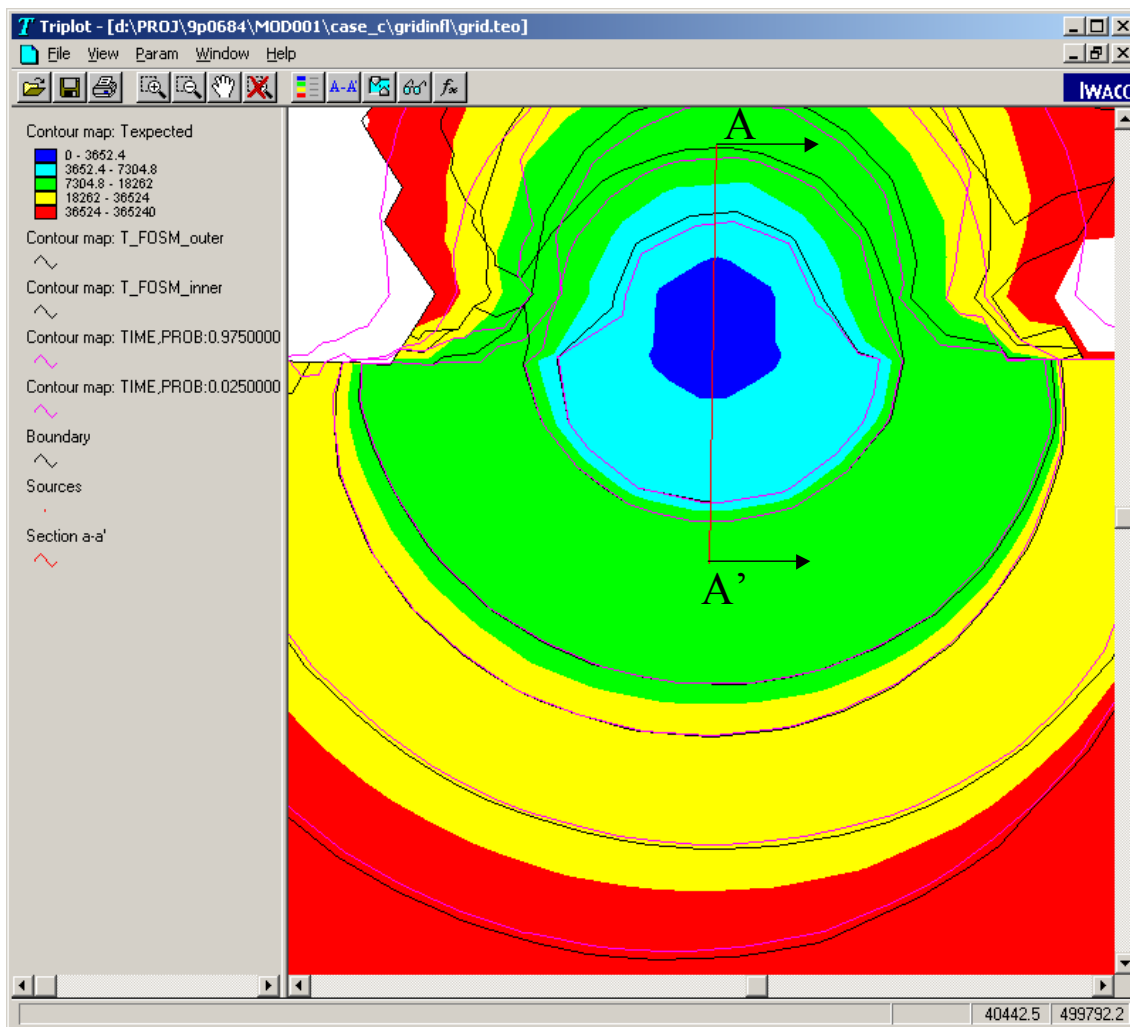 T Triplot - [d:\PROJ\9p0684\MOD001\case_c\gridinfl\grid.teo]
File View Param Window Help
A-A' fx IWACO
Contour map: Texpected
0 - 3652.4
3652.4 - 7304.8
7304.8 - 18262
18262 - 36524
36524 - 365240
Contour map: T_FOSM_outer
Contour map: T_FOSM_inner
Contour map: TIME,PROB:0.9750000
Contour map: TIME,PROB:0.0250000
Boundary
Sources
Section a-a'
A
A’
40442.5 499792.2